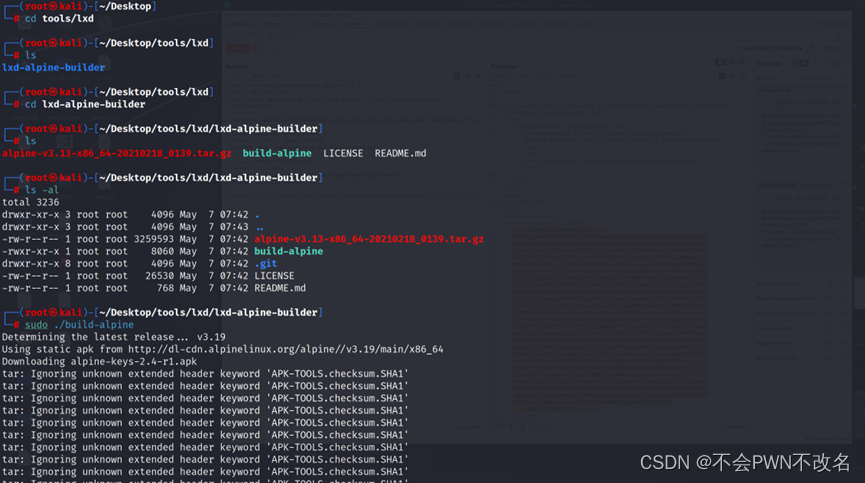 (root㉿kali)-[~/Desktop]
# cd tools/lxd
(root㉿kali)-[~/Desktop/tools/lxd]
# ls
lxd-alpine-builder
(root㉿kali)-[~/Desktop/tools/lxd]
# cd lxd-alpine-builder
(root㉿kali)-[~/Desktop/tools/lxd/lxd-alpine-builder]
# ls
alpine-v3.13-x86_64-20210218_0139.tar.gz  build-alpine  LICENSE  README.md
(root㉿kali)-[~/Desktop/tools/lxd/lxd-alpine-builder]
# ls -al
total 3236
drwxr-xr-x 3 root root    4096 May  7 07:42 .
drwxr-xr-x 3 root root    4096 May  7 07:43 ..
-rw-r--r-- 1 root root 3259593 May  7 07:42 alpine-v3.13-x86_64-20210218_0139.tar.gz
-rwxr-xr-x 1 root root    8060 May  7 07:42 build-alpine
drwxr-xr-x 8 root root    4096 May  7 07:42 .git
-rw-r--r-- 1 root root   26530 May  7 07:42 LICENSE
-rw-r--r-- 1 root root     768 May  7 07:42 README.md
(root㉿kali)-[~/Desktop/tools/lxd/lxd-alpine-builder]
# sudo ./build-alpine
Determining the latest release... v3.19
Using static apk from http://dl-cdn.alpinelinux.org/alpine//v3.19/main/x86_64
Downloading alpine-keys-2.4-r1.apk
tar: Ignoring unknown extended header keyword 'APK-TOOLS.checksum.SHA1'
tar: Ignoring unknown extended header keyword 'APK-TOOLS.checksum.SHA1'
tar: Ignoring unknown extended header keyword 'APK-TOOLS.checksum.SHA1'
tar: Ignoring unknown extended header keyword 'APK-TOOLS.checksum.SHA1'
tar: Ignoring unknown extended header keyword 'APK-TOOLS.checksum.SHA1'
tar: Ignoring unknown extended header keyword 'APK-TOOLS.checksum.SHA1'
tar: Ignoring unknown extended header keyword 'APK-TOOLS.checksum.SHA1'
tar: Ignoring unknown extended header keyword 'APK-TOOLS.checksum.SHA1'
tar: Ignoring unknown extended header keyword 'APK-TOOLS.checksum.SHA1'
tar: Ignoring unknown extended header keyword 'APK-TOOLS.checksum.SHA1'
CSDN @不会PWN不改名